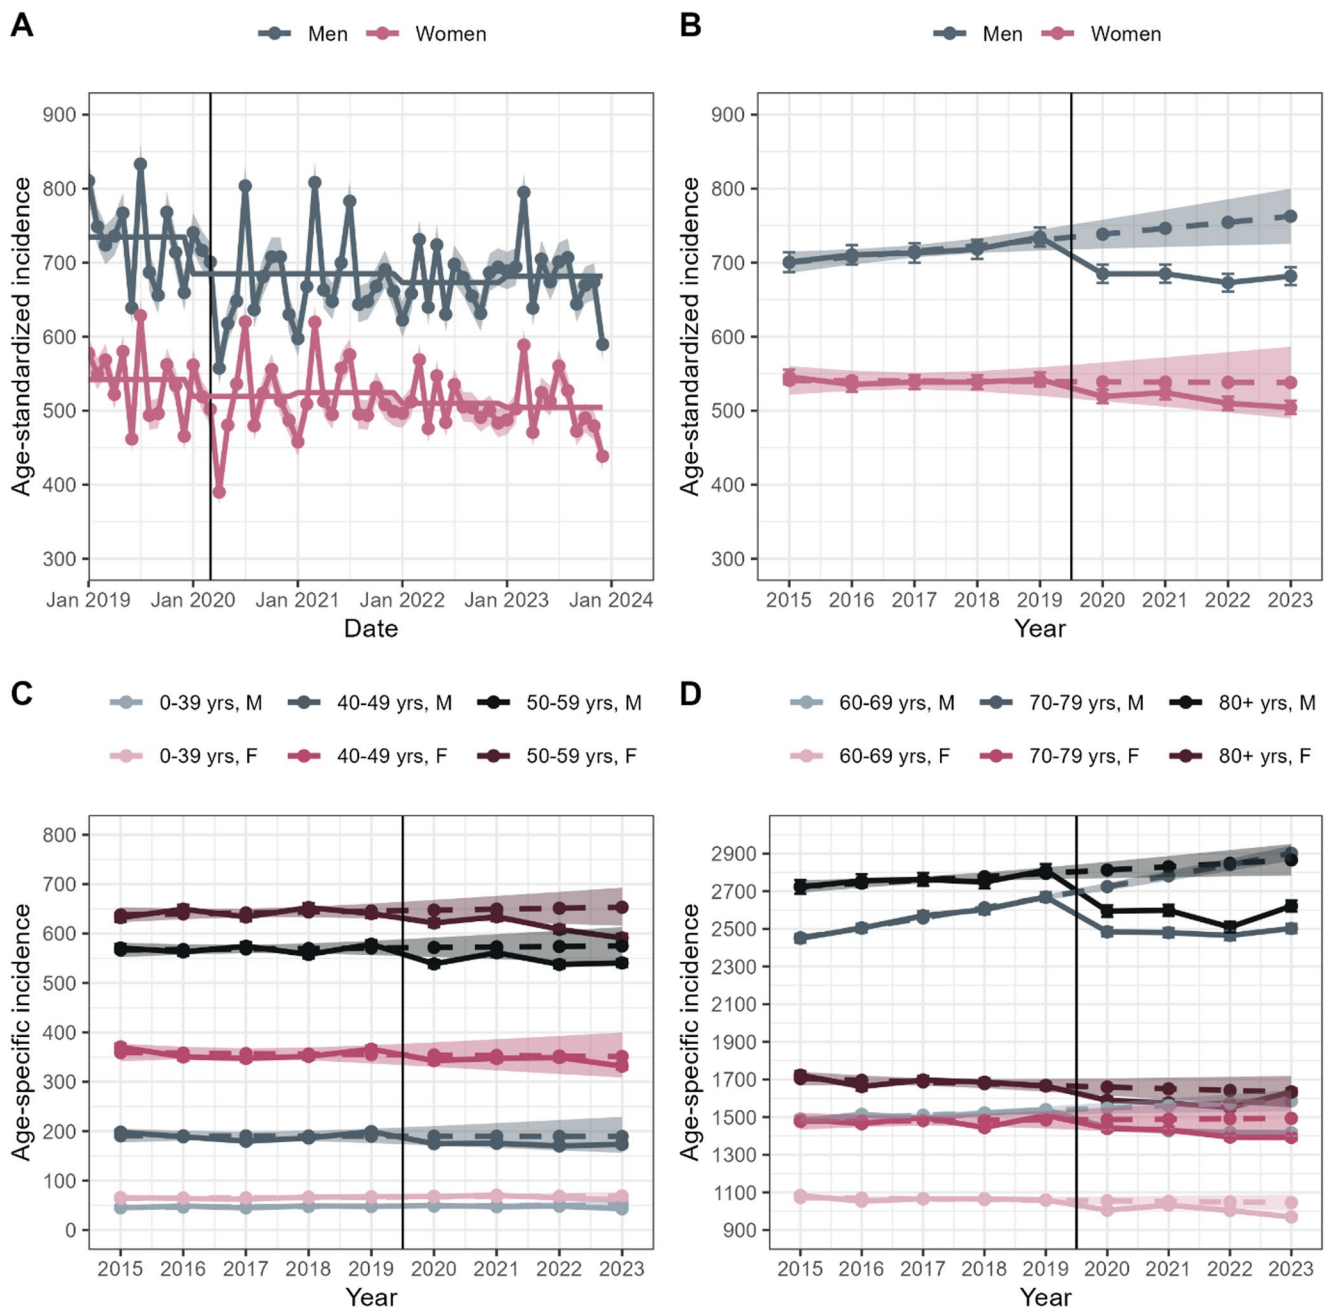 A
Men Women
900
800
700
600
500
400
300
Age-standardized incidence
Jan 2019 Jan 2020 Jan 2021 Jan 2022 Jan 2023 Jan 2024
Date
B
Men Women
900
800
700
600
500
400
300
Age-standardized incidence
2015 2016 2017 2018 2019 2020 2021 2022 2023
Year
C
0-39 yrs, M 40-49 yrs, M 50-59 yrs, M
0-39 yrs, F 40-49 yrs, F 50-59 yrs, F
800
700
600
500
400
300
200
100
0
Age-specific incidence
2015 2016 2017 2018 2019 2020 2021 2022 2023
Year
D
60-69 yrs, M 70-79 yrs, M 80+ yrs, M
60-69 yrs, F 70-79 yrs, F 80+ yrs, F
2900
2700
2500
2300
2100
1900
1700
1500
1300
1100
900
Age-specific incidence
2015 2016 2017 2018 2019 2020 2021 2022 2023
Year